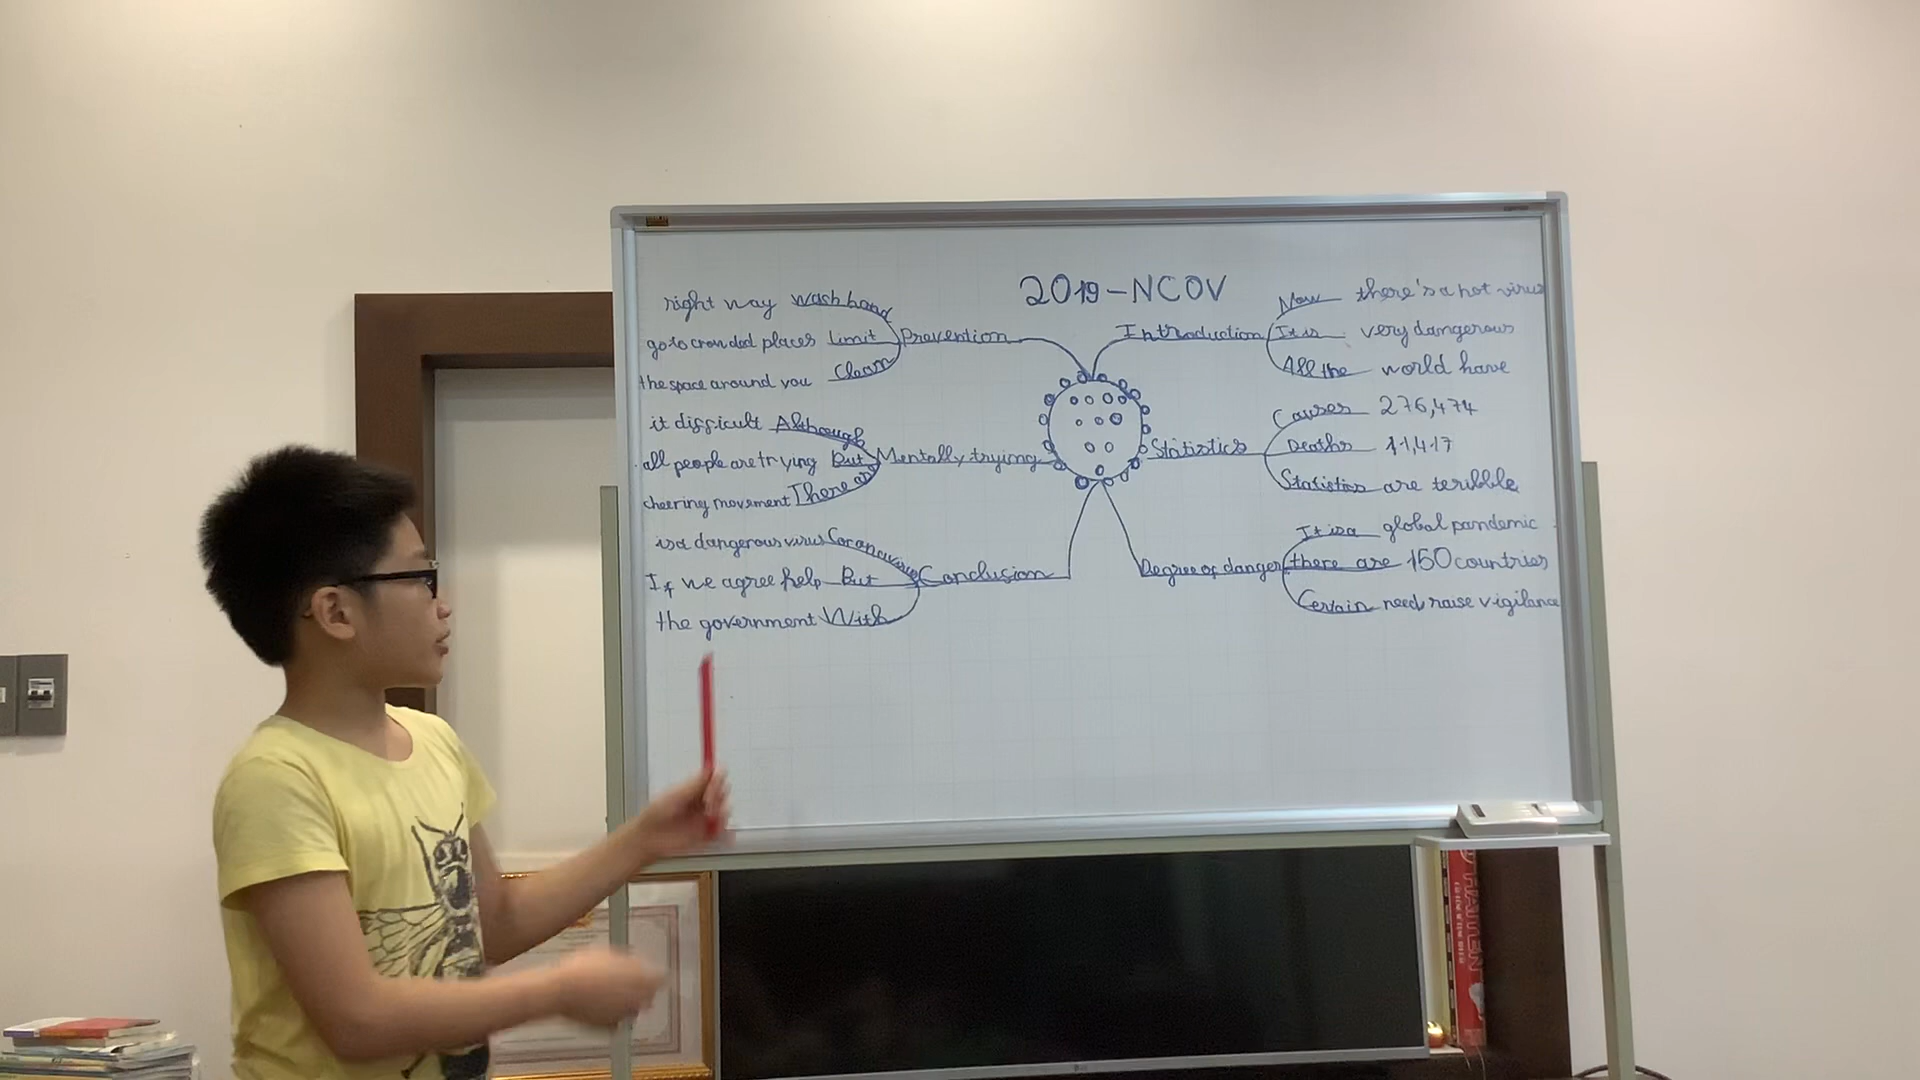 2019-NCOV
right way wash hand
go to crowded places Limit
the space around you Clean
Prevention
it difficult Although
all people are trying But
cheering movement There are
Mentally trying
is a dangerous virus Coronavirus
If we agree help But
the government With
Conclusion
Introduction
Now there's a hot virus
It is very dangerous
All the world have
Statistics
Causes 276,474
Deaths 11,417
Statistics are teribble
Degree of danger
It is a global pandemic
there are 150 countries
Certain need raise vigilance